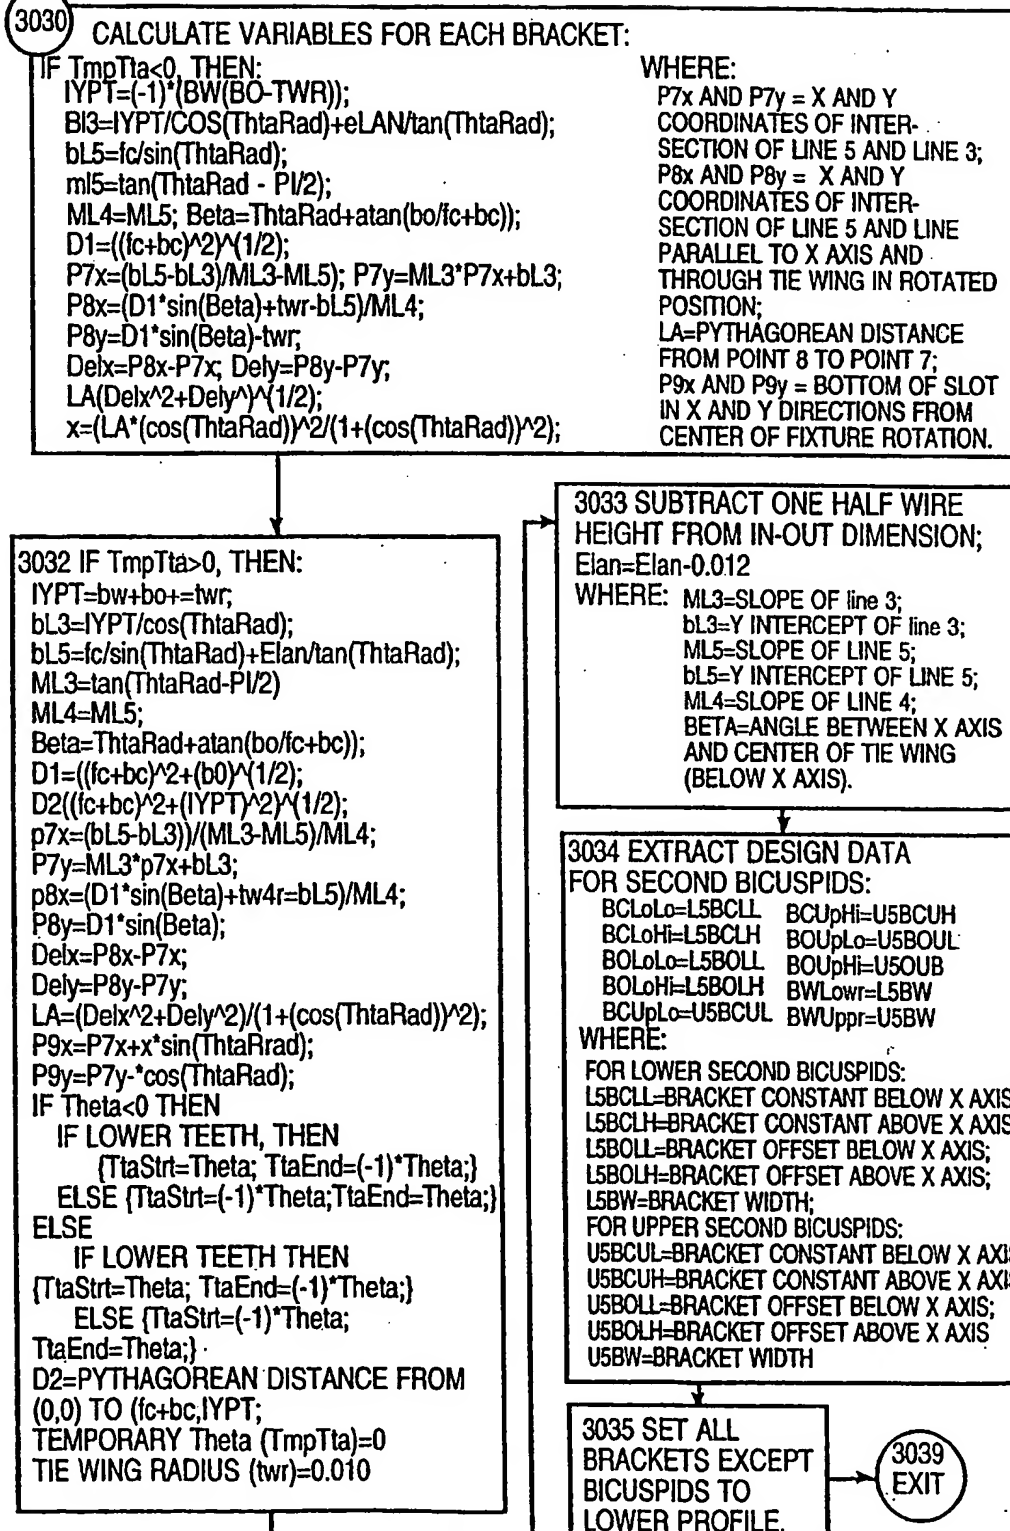 3030
CALCULATE VARIABLES FOR EACH BRACKET:
IF TmpTta<0, THEN:
IYPT=(-1)*(BW(BO-TWR));
Bl3=IYPT/COS(ThtaRad)+eLAN/tan(ThtaRad);
bL5=fc/sin(ThtaRad);
ml5=tan(ThtaRad - PI/2);
ML4=ML5; Beta=ThtaRad+atan(bo/fc+bc));
D1=((fc+bc)^2)^(1/2);
P7x=(bL5-bL3)/ML3-ML5); P7y=ML3*P7x+bL3;
P8x=(D1*sin(Beta)+twr-bL5)/ML4;
P8y=D1*sin(Beta)-twr;
Delx=P8x-P7x; Dely=P8y-P7y;
LA(Delx^2+Dely^)^(1/2);
x=(LA*(cos(ThtaRad))^2/(1+(cos(ThtaRad))^2);
WHERE:
P7x AND P7y = X AND Y
COORDINATES OF INTER-
SECTION OF LINE 5 AND LINE 3;
P8x AND P8y = X AND Y
COORDINATES OF INTER-
SECTION OF LINE 5 AND LINE
PARALLEL TO X AXIS AND
THROUGH TIE WING IN ROTATED
POSITION;
LA=PYTHAGOREAN DISTANCE
FROM POINT 8 TO POINT 7;
P9x AND P9y = BOTTOM OF SLOT
IN X AND Y DIRECTIONS FROM
CENTER OF FIXTURE ROTATION.
3032 IF TmpTta>0, THEN:
IYPT=bw+bo+=twr;
bL3=IYPT/cos(ThtaRad);
bL5=fc/sin(ThtaRad)+Elan/tan(ThtaRad);
ML3=tan(ThtaRad-PI/2)
ML4=ML5;
Beta=ThtaRad+atan(bo/fc+bc));
D1=((fc+bc)^2+(b0)^(1/2);
D2((fc+bc)^2+(IYPT)^2)^(1/2);
p7x=(bL5-bL3))/(ML3-ML5)/ML4;
P7y=ML3*p7x+bL3;
p8x=(D1*sin(Beta)+tw4r=bL5)/ML4;
P8y=D1*sin(Beta);
Delx=P8x-P7x;
Dely=P8y-P7y;
LA=(Delx^2+Dely^2)/(1+(cos(ThtaRad))^2);
P9x=P7x+x*sin(ThtaRrad);
P9y=P7y-*cos(ThtaRad);
IF Theta<0 THEN
IF LOWER TEETH, THEN
{TtaStrt=Theta; TtaEnd=(-1)*Theta;}
ELSE {TtaStrt=(-1)*Theta;TtaEnd=Theta;}
ELSE
IF LOWER TEETH THEN
{TtaStrt=Theta; TtaEnd=(-1)*Theta;}
ELSE {TtaStrt=(-1)*Theta;
TtaEnd=Theta;}
D2=PYTHAGOREAN DISTANCE FROM
(0,0) TO (fc+bc,IYPT;
TEMPORARY Theta (TmpTta)=0
TIE WING RADIUS (twr)=0.010
3033 SUBTRACT ONE HALF WIRE
HEIGHT FROM IN-OUT DIMENSION;
Elan=Elan-0.012
WHERE: ML3=SLOPE OF line 3;
bL3=Y INTERCEPT OF line 3;
ML5=SLOPE OF LINE 5;
bL5=Y INTERCEPT OF LINE 5;
ML4=SLOPE OF LINE 4;
BETA=ANGLE BETWEEN X AXIS
AND CENTER OF TIE WING
(BELOW X AXIS).
3034 EXTRACT DESIGN DATA
FOR SECOND BICUSPIDS:
BCLoLo=L5BCLL BCUpHi=U5BCUH
BCLoHi=L5BCLH BOUpLo=U5BOUL
BOLoLo=L5BOLL BOUpHi=U5OUB
BOLoHi=L5BOLH BWLowr=L5BW
BCUpLo=U5BCUL BWUppr=U5BW
WHERE:
FOR LOWER SECOND BICUSPIDS:
L5BCLL=BRACKET CONSTANT BELOW X AXIS
L5BCLH=BRACKET CONSTANT ABOVE X AXIS
L5BOLL=BRACKET OFFSET BELOW X AXIS;
L5BOLH=BRACKET OFFSET ABOVE X AXIS;
L5BW=BRACKET WIDTH;
FOR UPPER SECOND BICUSPIDS:
U5BCUL=BRACKET CONSTANT BELOW X AXIS
U5BCUH=BRACKET CONSTANT ABOVE X AXIS
U5BOLL=BRACKET OFFSET BELOW X AXIS;
U5BOLH=BRACKET OFFSET ABOVE X AXIS
U5BW=BRACKET WIDTH
3035 SET ALL
BRACKETS EXCEPT
BICUSPIDS TO
LOWER PROFILE.
3039
EXIT